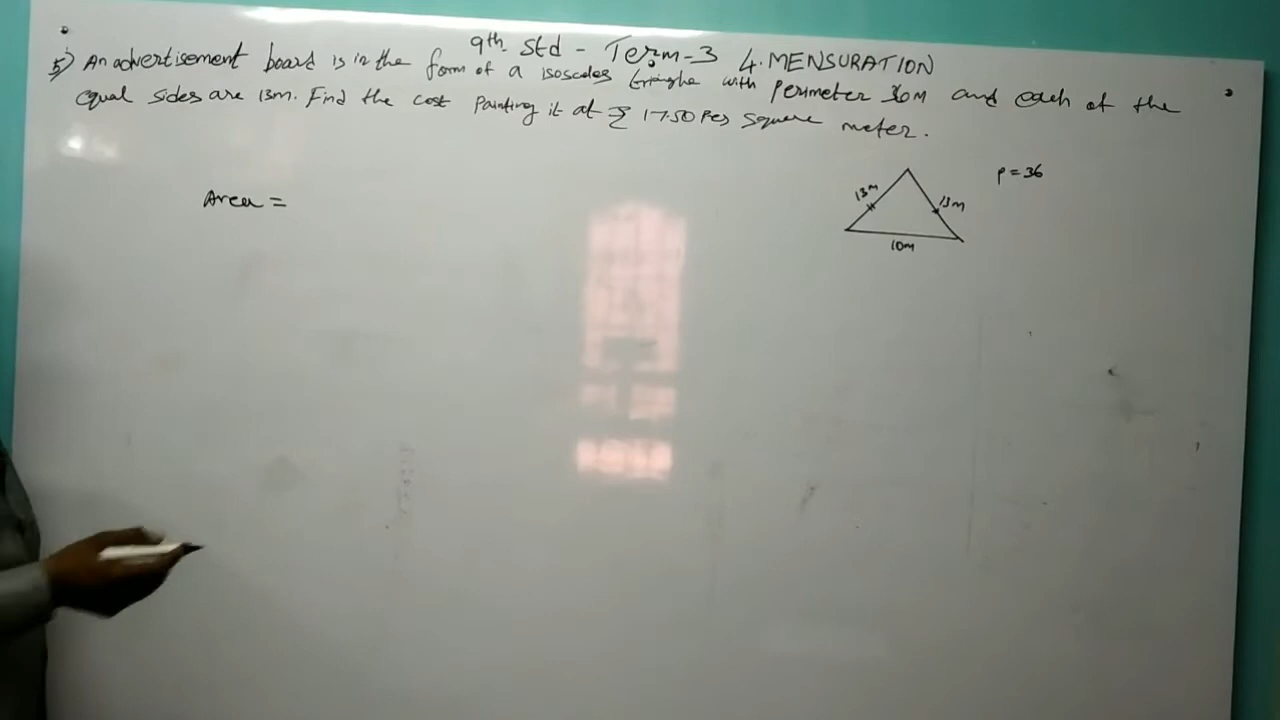 9th Std - Term-3 4. MENSURATION
5) An advertisement board is in the form of a isosceles triangle with perimeter 36M and each of the
equal sides are 13m. Find the cost painting it at ₹ 17.50 Per square meter.
P = 36
13m 13m
Area =
10m